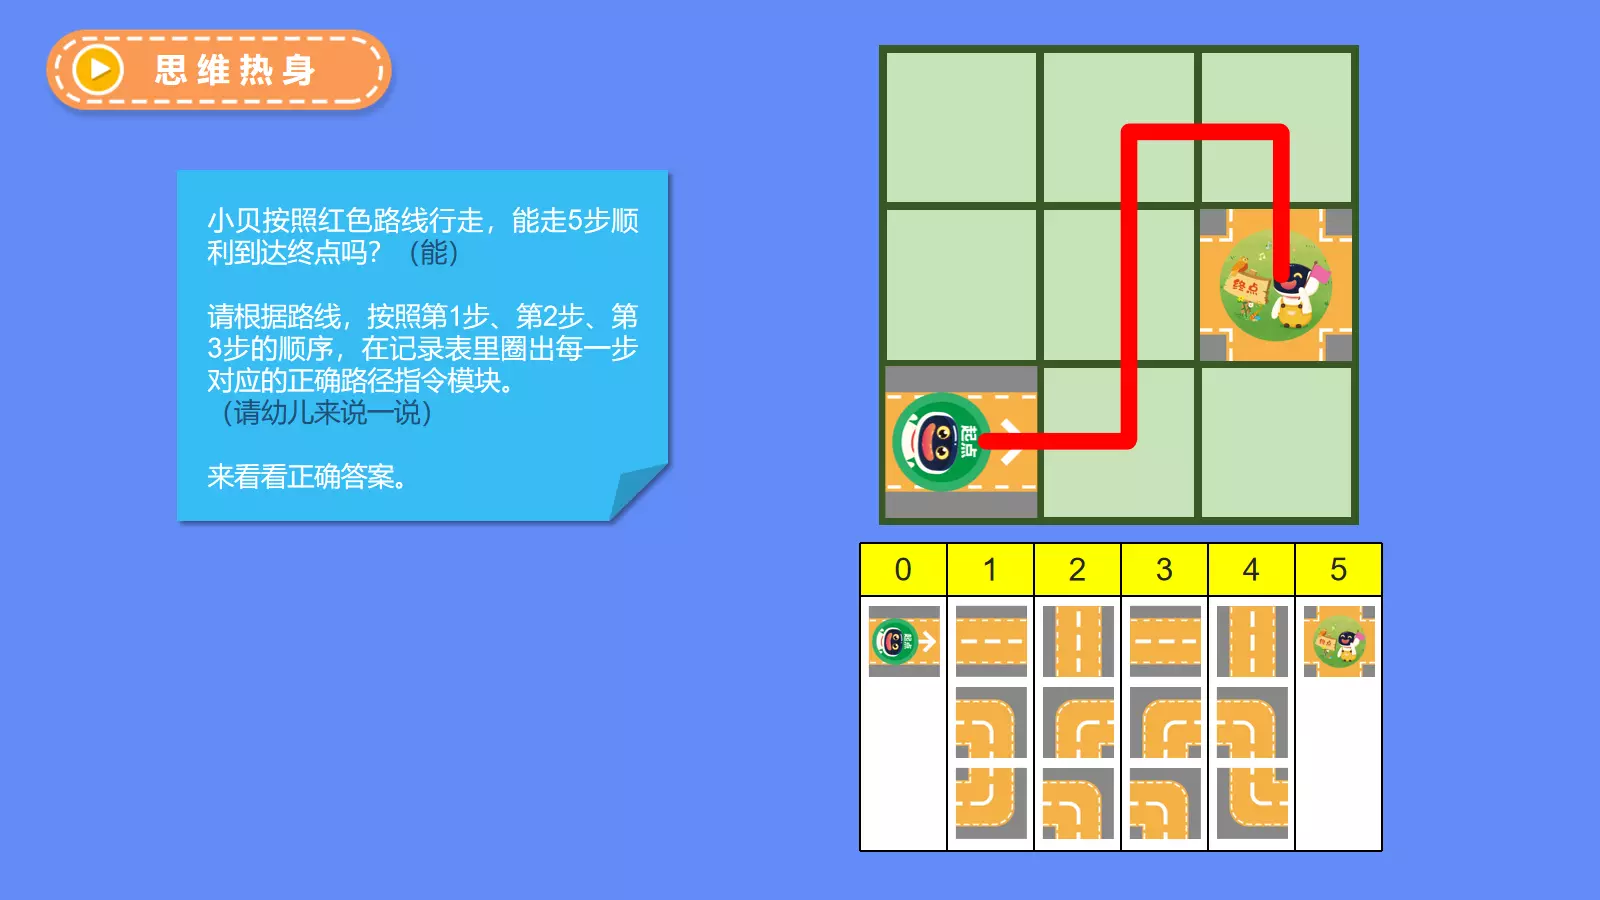 思维热身
小贝按照红色路线行走，能走5步顺
利到达终点吗？（能）
请根据路线，按照第1步、第2步、第
3步的顺序，在记录表里圈出每一步
对应的正确路径指令模块。
（请幼儿来说一说）
来看看正确答案。
终点
起点
0 1 2 3 4 5
起点
终点